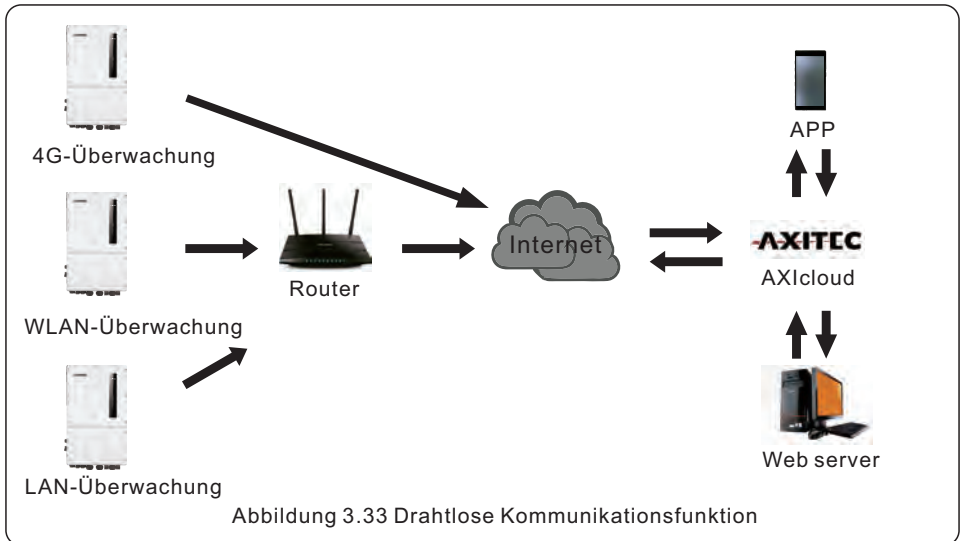 4G-Überwachung
WLAN-Überwachung
LAN-Überwachung
Router
Internet
APP
AXITEC
AXIcloud
Web server
Abbildung 3.33 Drahtlose Kommunikationsfunktion